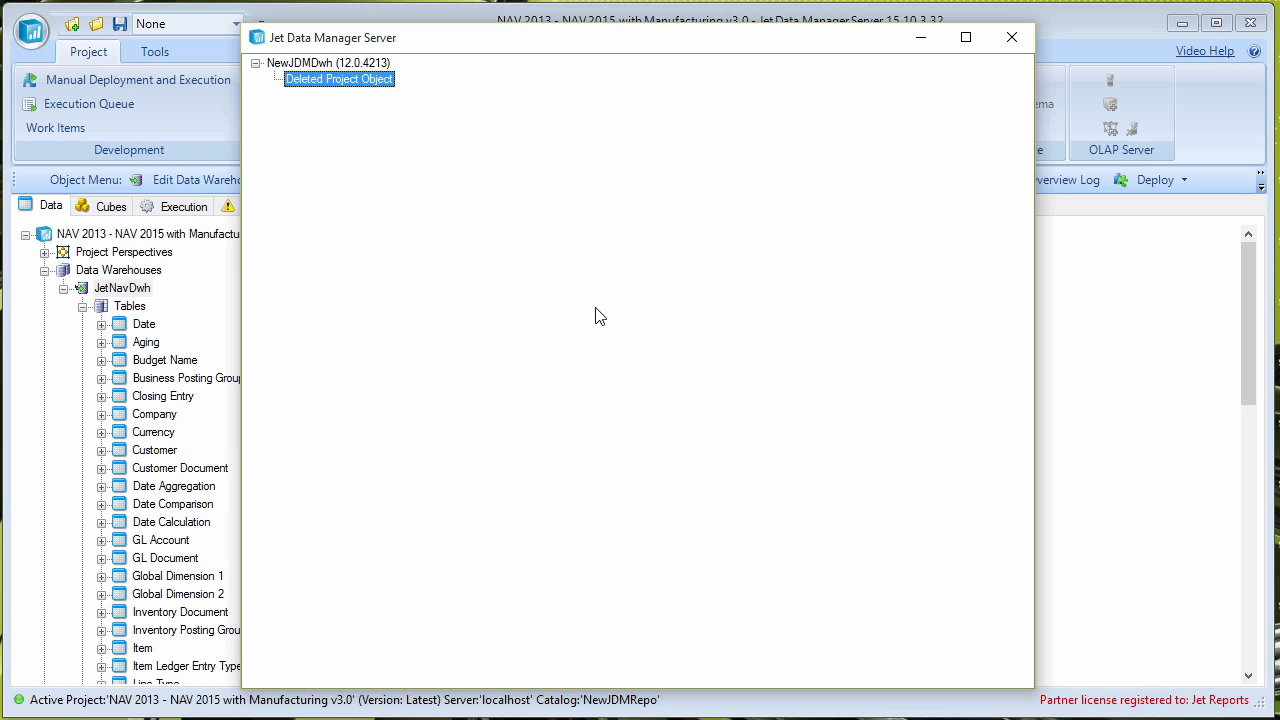 None
NAV 2013 - NAV 2015 with Manufacturing v3.0 - Jet Data Manager Server 15.10.3.32
Project
Tools
Video Help
Manual Deployment and Execution
Execution Queue
Work Items
Development
OLAP Server
Object Menu:
Edit Data Wareho
verview Log
Deploy
Data
Cubes
Execution
NAV 2013 - NAV 2015 with Manufactu
Project Perspectives
Data Warehouses
JetNavDwh
Tables
Date
Aging
Budget Name
Business Posting Group
Closing Entry
Company
Currency
Customer
Customer Document
Date Aggregation
Date Comparison
Date Calculation
GL Account
GL Document
Global Dimension 1
Global Dimension 2
Inventory Document
Inventory Posting Grou
Item
Item Ledger Entry Type
Line Type
Jet Data Manager Server
NewJDMDwh (12.0.4213)
Deleted Project Object
Active Project:'NAV 2013 - NAV 2015 with Manufacturing v3.0' (Version: Latest) Server:'localhost' Catalog:'NewJDMRepo'
Partner license registered to: Jet Reports